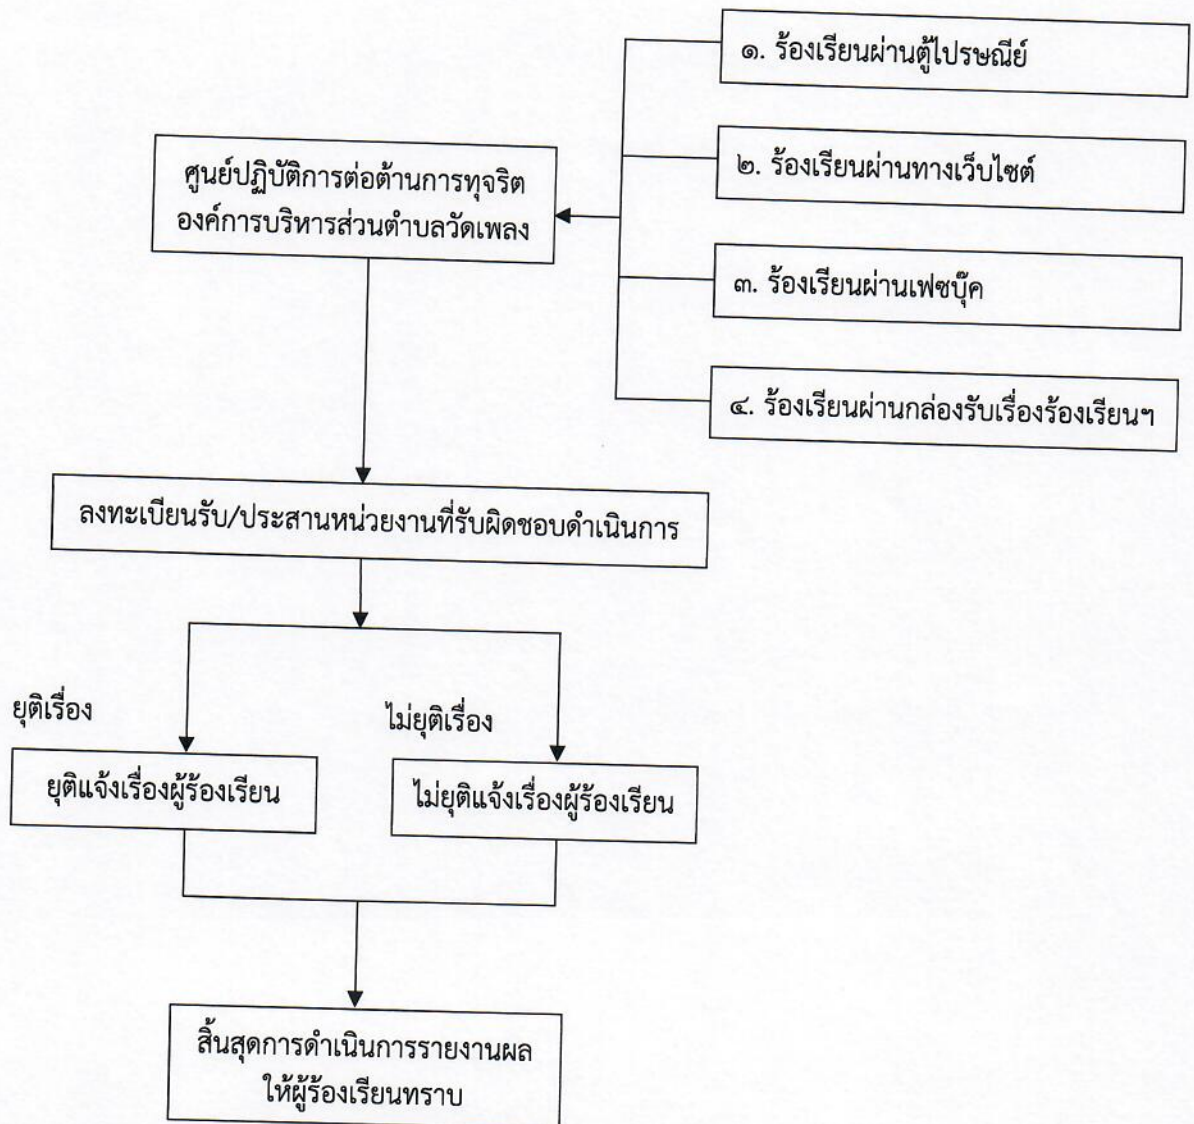 ๑. ร้องเรียนผ่านตู้ไปรษณีย์
ศูนย์ปฏิบัติการต่อต้านการทุจริต
องค์การบริหารส่วนตำบลวัดเพลง
๒. ร้องเรียนผ่านทางเว็บไซต์
๓. ร้องเรียนผ่านเฟซบุ๊ค
๔. ร้องเรียนผ่านกล่องรับเรื่องร้องเรียนฯ
ลงทะเบียนรับ/ประสานหน่วยงานที่รับผิดชอบดำเนินการ
ยุติเรื่อง
ไม่ยุติเรื่อง
ยุติแจ้งเรื่องผู้ร้องเรียน
ไม่ยุติแจ้งเรื่องผู้ร้องเรียน
สิ้นสุดการดำเนินการรายงานผล
ให้ผู้ร้องเรียนทราบ